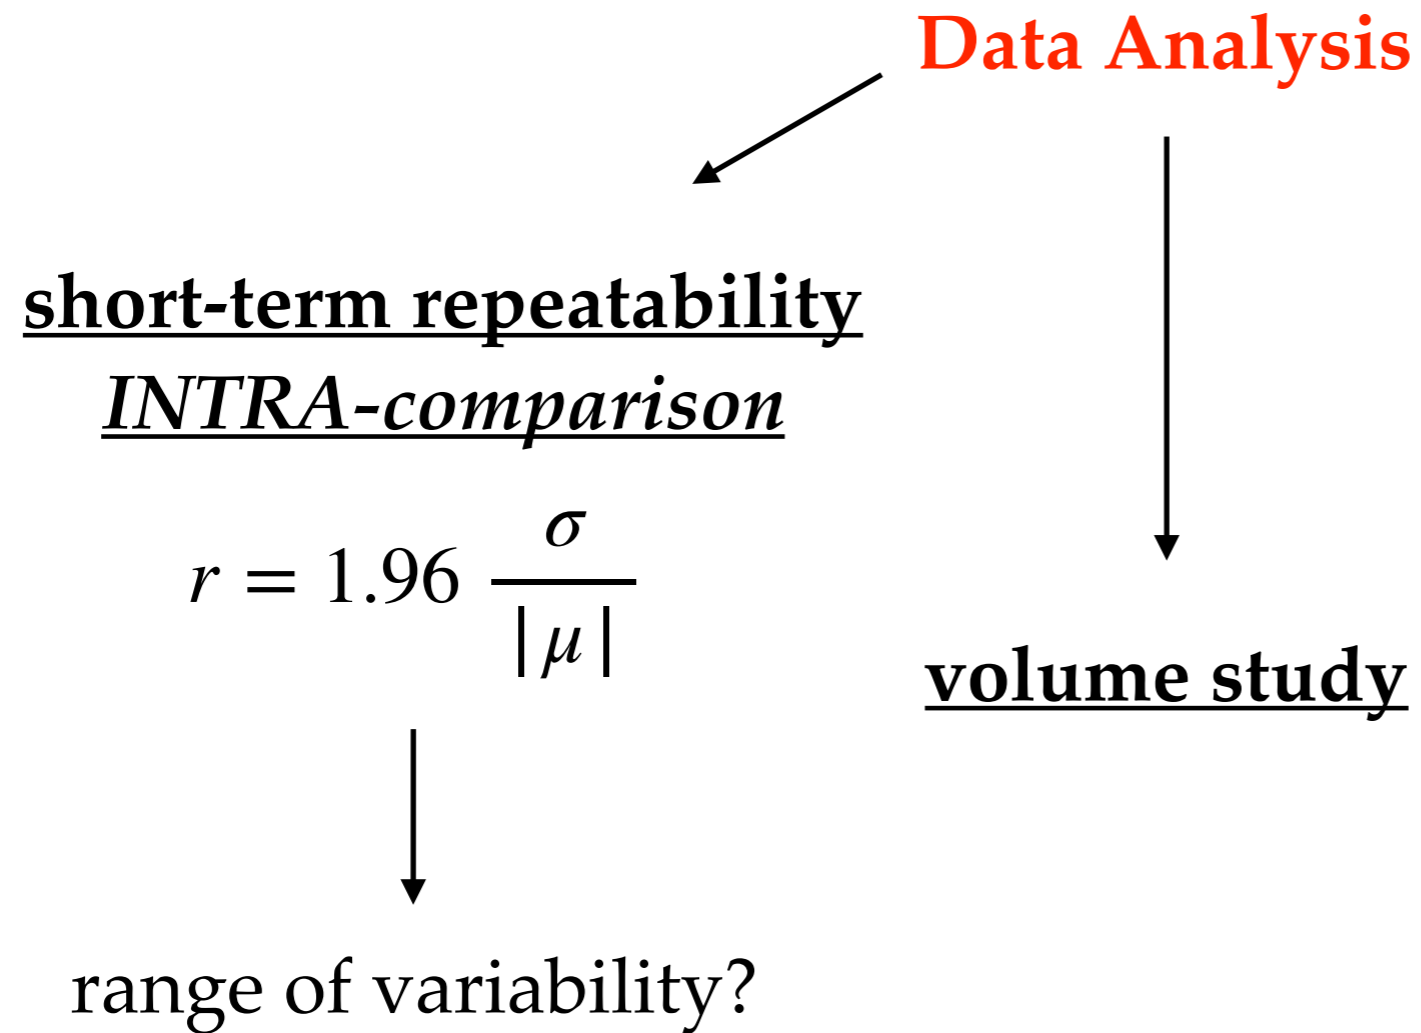 Data Analysis
short-term repeatability
INTRA-comparison
r = 1.96 σ / |μ|
volume study
range of variability?